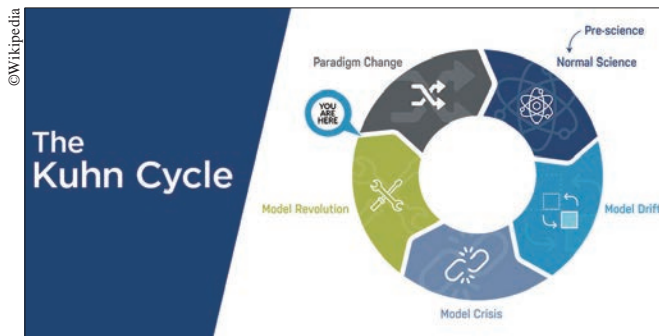 ©Wikipedia
The
Kuhn Cycle
Pre-science
Normal Science
Paradigm Change
YOU
ARE
HERE
Model Revolution
Model Drift
Model Crisis